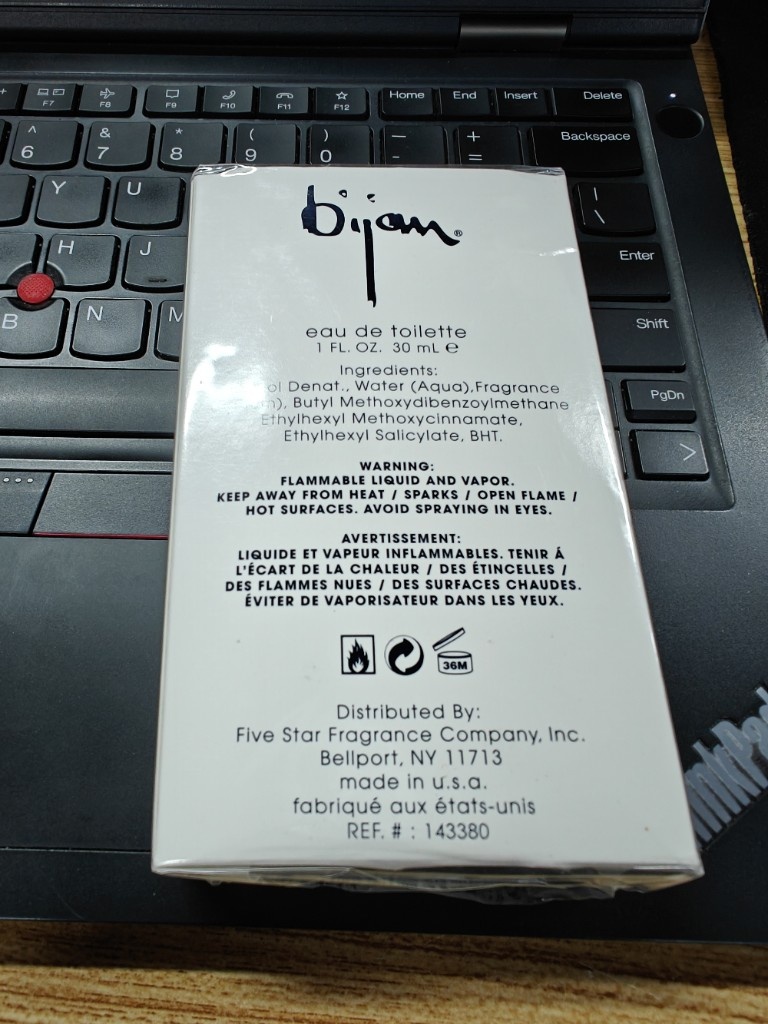 F7
F8
F9
F10
F11
F12
Home
End
Insert
Delete
^
6
&
7
*
8
(
9
)
0
—
-
+
=
Backspace
Y
U
|
\
H
J
Enter
B
N
M
Shift
PgDn
>
bijan®
eau de toilette
1 FL. OZ. 30 mL ℮
Ingredients:
Denat., Water (Aqua),Fragrance
Butyl Methoxydibenzoylmethane
Ethylhexyl Methoxycinnamate,
Ethylhexyl Salicylate, BHT.
WARNING:
FLAMMABLE LIQUID AND VAPOR.
KEEP AWAY FROM HEAT / SPARKS / OPEN FLAME /
HOT SURFACES. AVOID SPRAYING IN EYES.
AVERTISSEMENT:
LIQUIDE ET VAPEUR INFLAMMABLES. TENIR Á
L'ÉCART DE LA CHALEUR / DES ÉTINCELLES /
DES FLAMMES NUES / DES SURFACES CHAUDES.
ÉVITER DE VAPORISATEUR DANS LES YEUX.
36M
Distributed By:
Five Star Fragrance Company, Inc.
Bellport, NY 11713
made in u.s.a.
fabriqué aux états-unis
REF. # : 143380